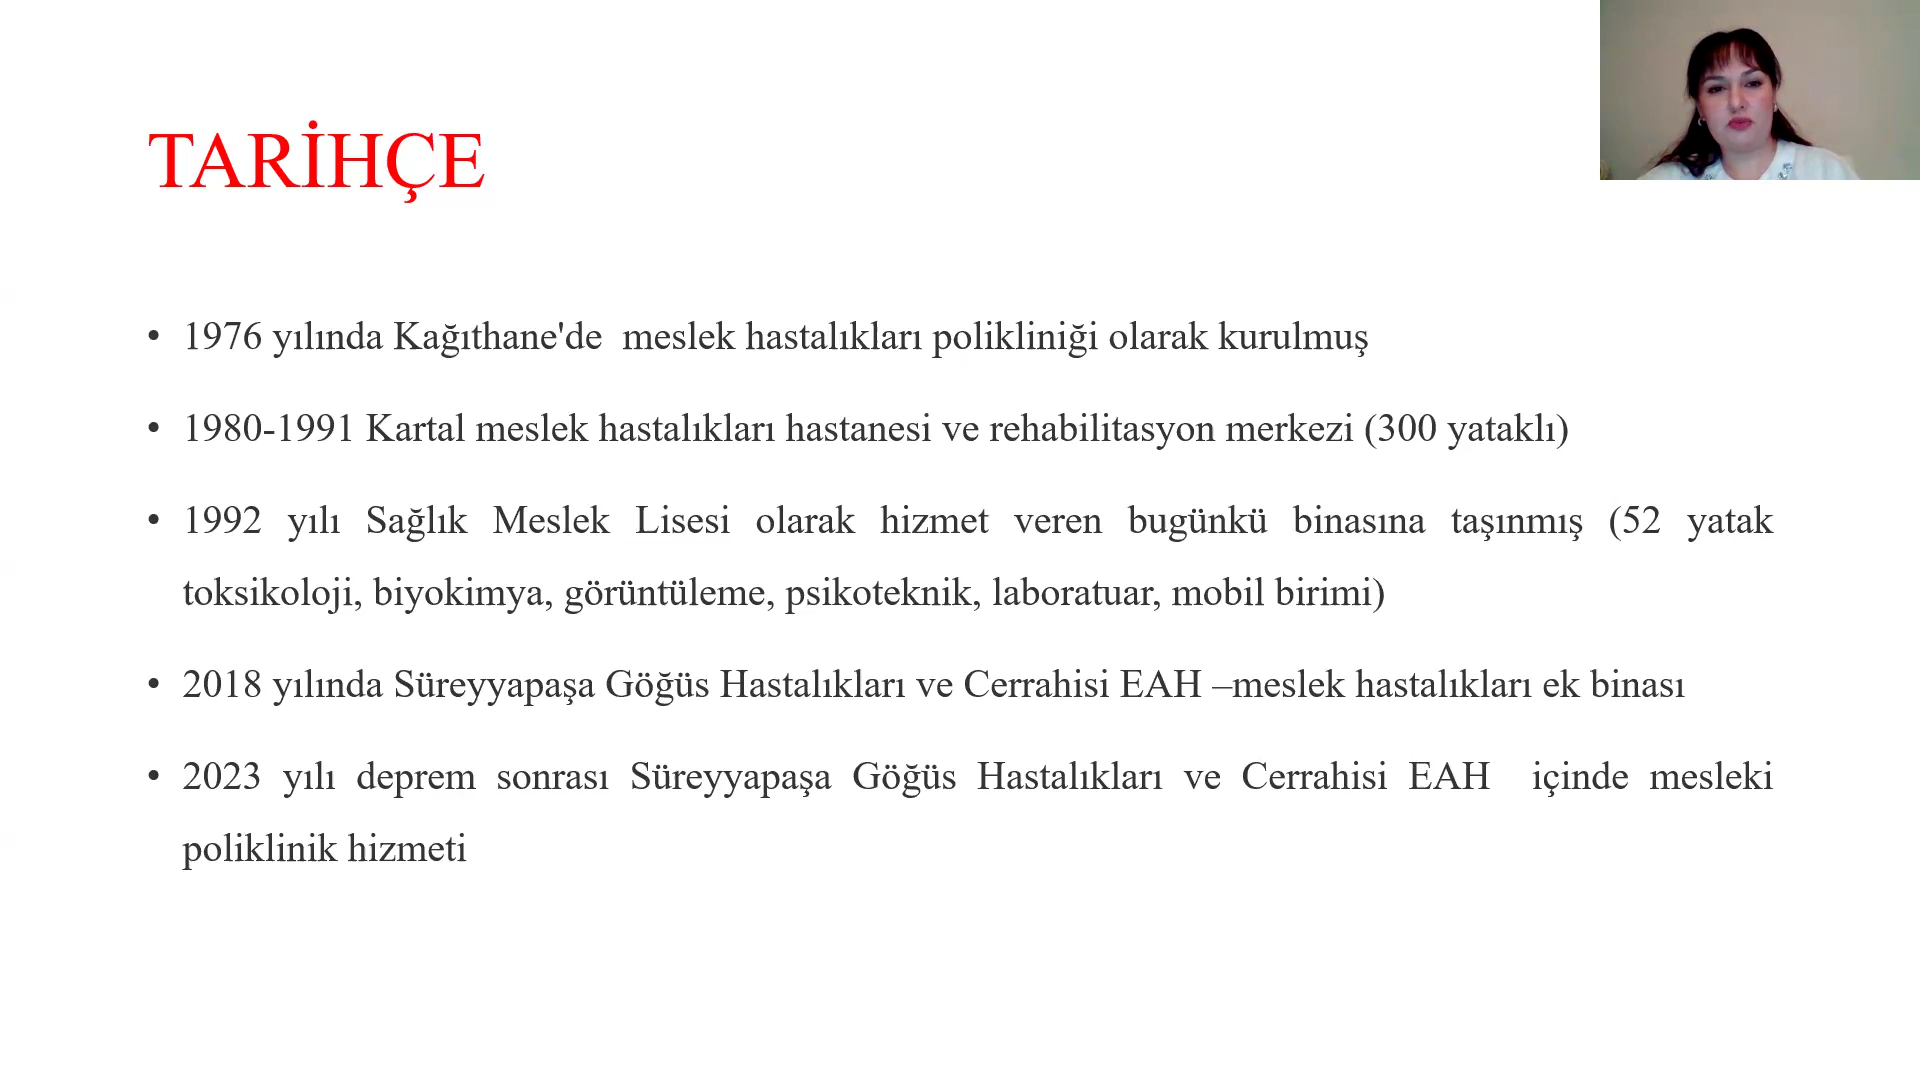 TARİHÇE
• 1976 yılında Kağıthane'de  meslek hastalıkları polikliniği olarak kurulmuş
• 1980-1991 Kartal meslek hastalıkları hastanesi ve rehabilitasyon merkezi (300 yataklı)
• 1992 yılı Sağlık Meslek Lisesi olarak hizmet veren bugünkü binasına taşınmış (52 yatak
toksikoloji, biyokimya, görüntüleme, psikoteknik, laboratuar, mobil birimi)
• 2018 yılında Süreyyapaşa Göğüs Hastalıkları ve Cerrahisi EAH –meslek hastalıkları ek binası
• 2023 yılı deprem sonrası Süreyyapaşa Göğüs Hastalıkları ve Cerrahisi EAH  içinde mesleki
poliklinik hizmeti